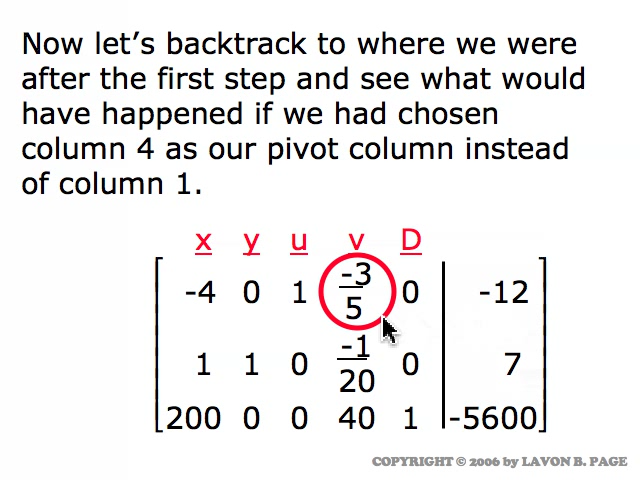 Now let's backtrack to where we were
after the first step and see what would
have happened if we had chosen
column 4 as our pivot column instead
of column 1.
x y u v D
-4 0 1 -3/5 0 -12
1 1 0 -1/20 0 7
200 0 0 40 1 -5600
COPYRIGHT © 2006 by LAVON B. PAGE